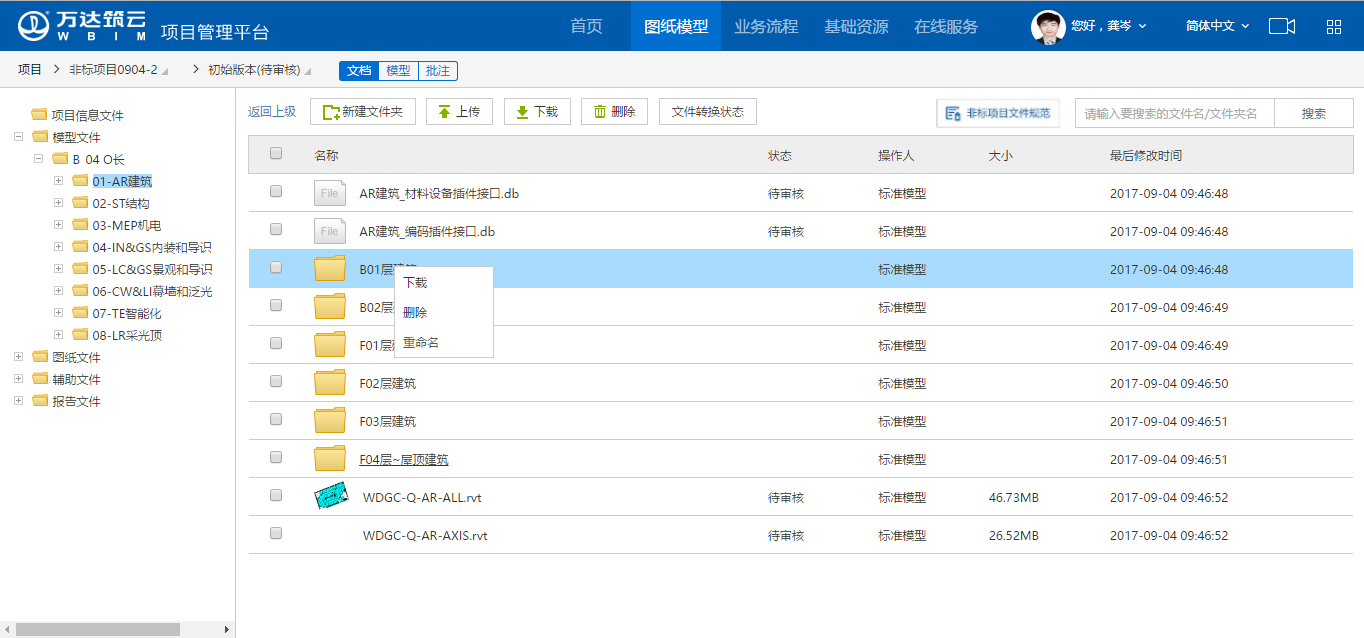 万达筑云
WBIM
项目管理平台
首页
图纸模型
业务流程
基础资源
在线服务
您好，龚岑
简体中文
项目
非标项目0904-2
初始版本(待审核)
文档
模型
批注
项目信息文件
模型文件
B 04 O长
01-AR建筑
02-ST结构
03-MEP机电
04-IN&GS内装和导识
05-LC&GS景观和导识
06-CW&LI幕墙和泛光
07-TE智能化
08-LR采光顶
图纸文件
辅助文件
报告文件
返回上级
新建文件夹
上传
下载
删除
文件转换状态
非标项目文件规范
请输入要搜索的文件名/文件夹名
搜索
名称 状态 操作人 大小 最后修改时间
File AR建筑_材料设备插件接口.db 待审核 标准模型 2017-09-04 09:46:48
File AR建筑_编码插件接口.db 待审核 标准模型 2017-09-04 09:46:48
B01层建筑 标准模型 2017-09-04 09:46:48
B02层 标准模型 2017-09-04 09:46:49
F01层 标准模型 2017-09-04 09:46:49
F02层建筑 标准模型 2017-09-04 09:46:50
F03层建筑 标准模型 2017-09-04 09:46:51
F04层~屋顶建筑 标准模型 2017-09-04 09:46:51
WDGC-Q-AR-ALL.rvt 待审核 标准模型 46.73MB 2017-09-04 09:46:52
WDGC-Q-AR-AXIS.rvt 待审核 标准模型 26.52MB 2017-09-04 09:46:52
下载
删除
重命名